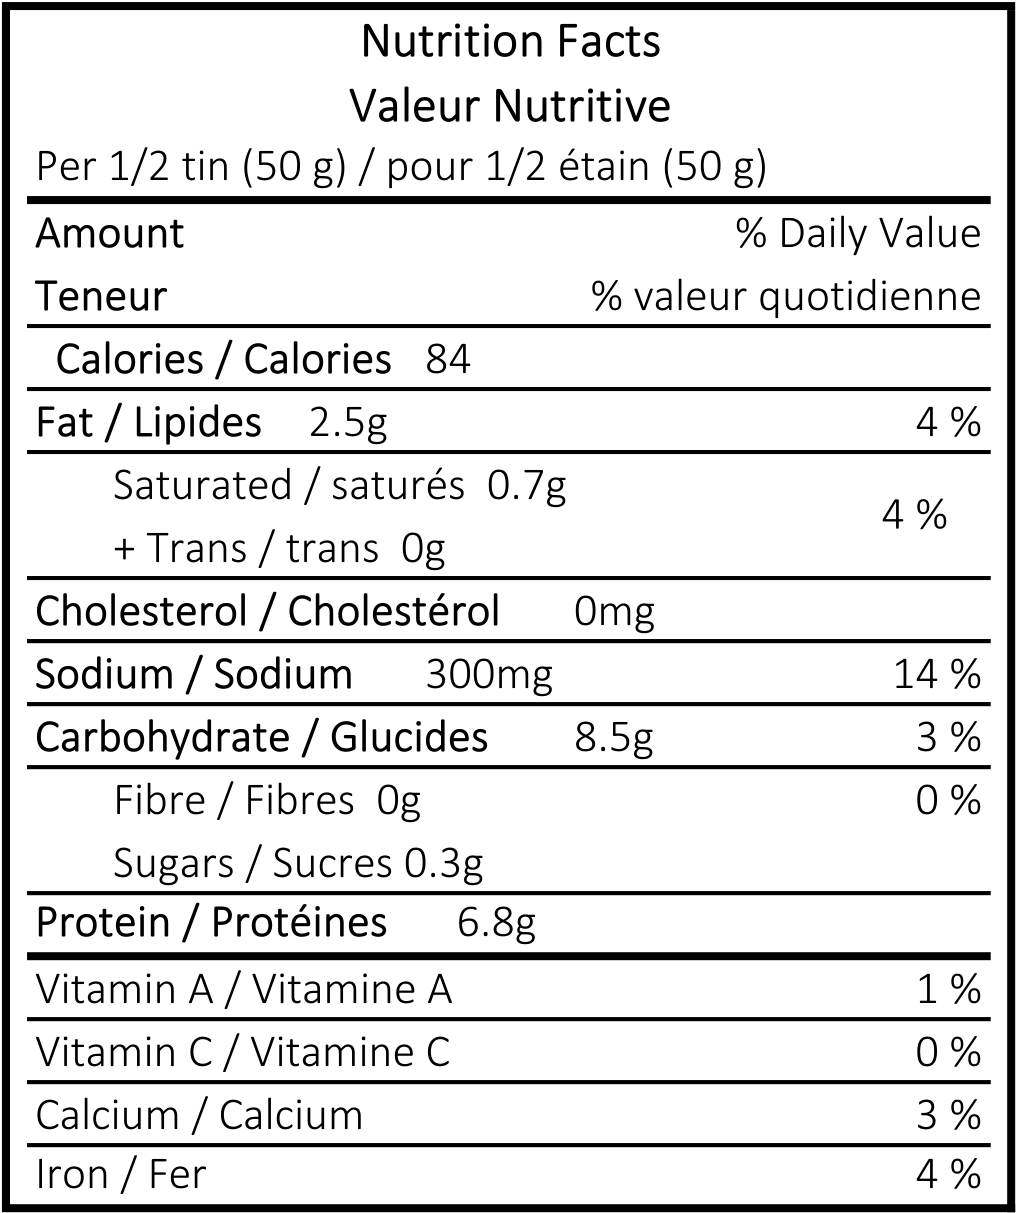 Nutrition Facts
Valeur Nutritive
Per 1/2 tin (50 g) / pour 1/2 étain (50 g)
Amount % Daily Value
Teneur % valeur quotidienne
Calories / Calories 84
Fat / Lipides 2.5g 4 %
Saturated / saturés 0.7g
4 %
+ Trans / trans 0g
Cholesterol / Cholestérol 0mg
Sodium / Sodium 300mg 14 %
Carbohydrate / Glucides 8.5g 3 %
Fibre / Fibres 0g 0 %
Sugars / Sucres 0.3g
Protein / Protéines 6.8g
Vitamin A / Vitamine A 1 %
Vitamin C / Vitamine C 0 %
Calcium / Calcium 3 %
Iron / Fer 4 %